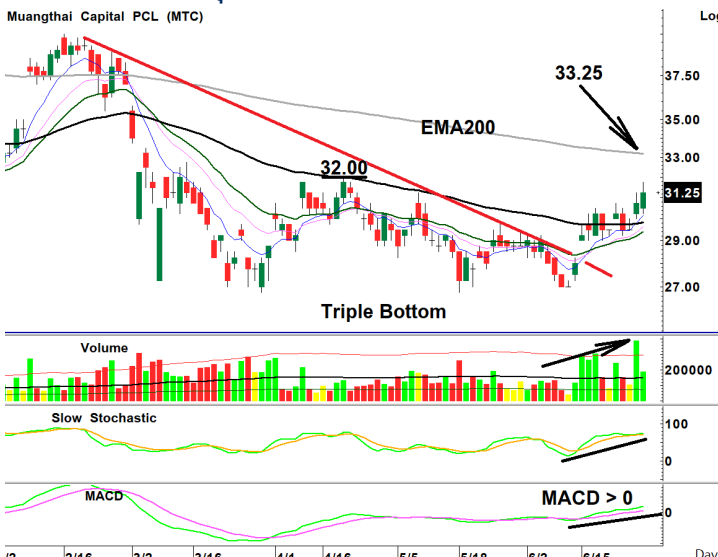 Muangthai Capital PCL (MTC)
Log
33.25
37.50
EMA200
35.00
33.00
32.00
31.25
29.00
27.00
Triple Bottom
Volume
200000
Slow Stochastic
100
0
MACD
MACD > 0
0
2/16
3/16
4/1
4/16
5/5
5/18
6/2
6/15